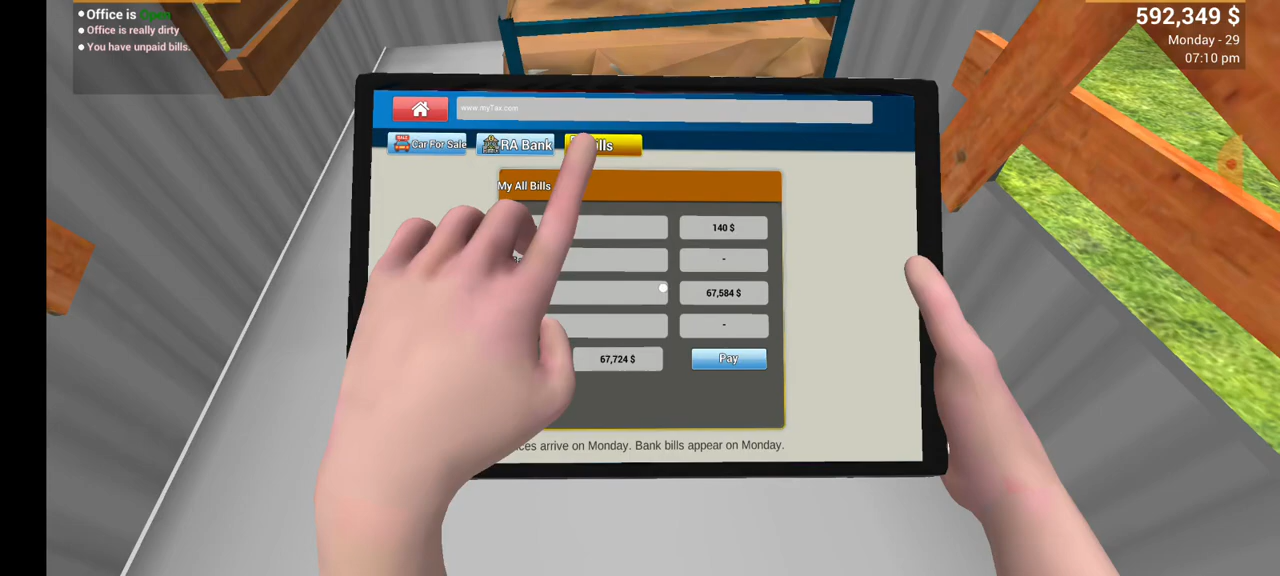 Office is Open
Office is really dirty
You have unpaid bills.
592,349 $
Monday - 29
07:10 pm
www.myTax.com
Car For Sale
RA Bank
My All Bills
140 $
-
67,584 $
-
67,724 $
Pay
arrive on Monday. Bank bills appear on Monday.